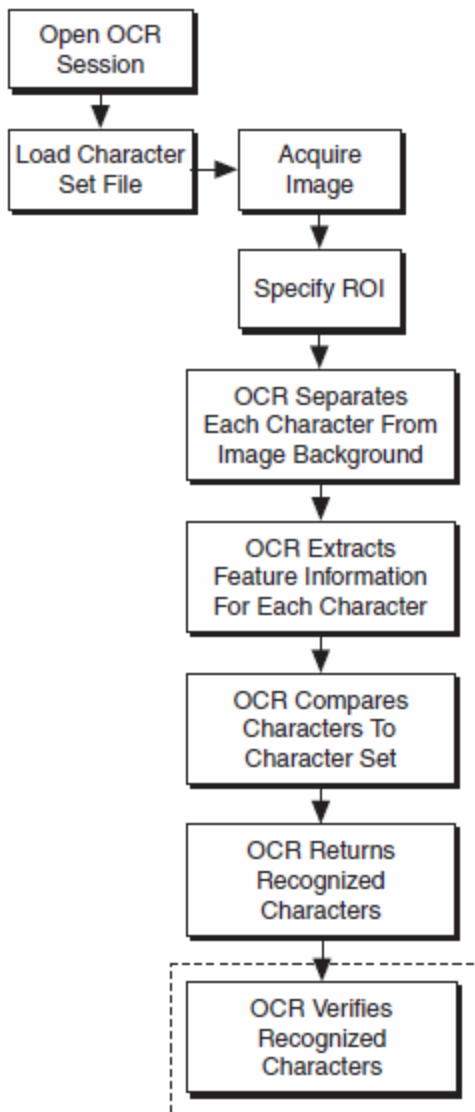 Open OCR
Session
Load Character
Set File
Acquire
Image
Specify ROI
OCR Separates
Each Character From
Image Background
OCR Extracts
Feature Information
For Each Character
OCR Compares
Characters To
Character Set
OCR Returns
Recognized
Characters
OCR Verifies
Recognized
Characters